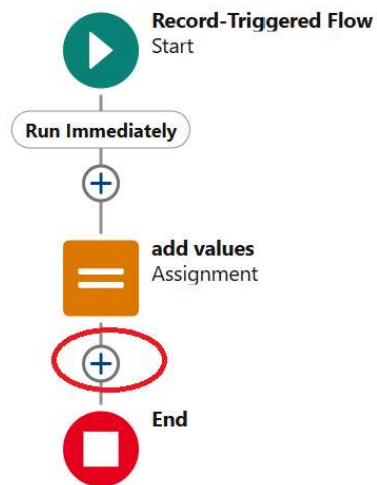 Record-Triggered Flow
Start
Run Immediately
add values
Assignment
End